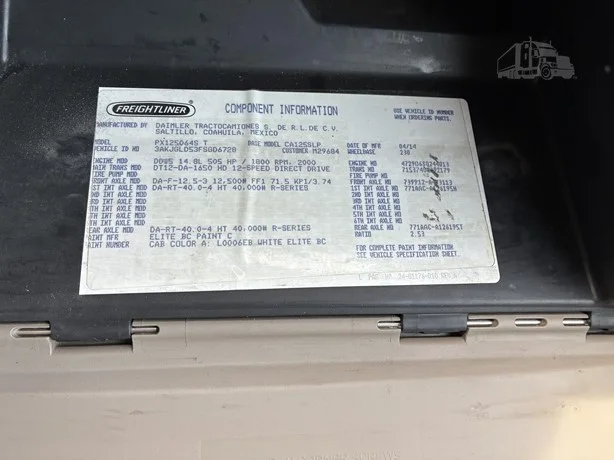 FREIGHTLINER
COMPONENT INFORMATION
USE VEHICLE ID NUMBER
WHEN ORDERING PARTS.
MANUFACTURED BY DAIMLER TRACTOCAMIONES S. DE R.L.DE C.V.
SALTILLO, COAHUILA, MEXICO
MODEL PX125064S T BASE MODEL CA125SLP 04/14
VEHICLE ID NO 3AKJGLD53FSGD6728 CUSTOMER M29684 WHEELBASE 230
ENGINE MOD DD15 14.8L 505 HP / 1800 RPM, 2000 ENGINE NO
MAIN TRANS MOD DT12-DA-1650 HD 12-SPEED DIRECT DRIVE TRANS NO
FIRE PUMP MOD FIRE PUMP NO
FRONT AXLE MOD DA-F-12.5-3 12,500# FF1 71.5 KPI/3.74 FRONT AXLE NO
1ST INT AXLE MOD DA-RT-40.0-4 HT 40,000# R-SERIES 1ST INT AXLE NO
2ND INT AXLE MOD 2ND INT AXLE NO
3RD INT AXLE MOD 3RD INT AXLE NO
4TH INT AXLE MOD 4TH INT AXLE NO
5TH INT AXLE MOD 5TH INT AXLE NO
6TH INT AXLE MOD 6TH INT AXLE NO
REAR AXLE MOD DA-RT-40.0-4 HT 40,000# R-SERIES REAR AXLE NO
PAINT MFR ELITE BC PAINT C RATIO 2.53
PAINT NUMBER CAB COLOR A: L0006EB WHITE ELITE BC
FOR COMPLETE PAINT INFORMATION
SEE VEHICLE SPECIFICATION SHEET.